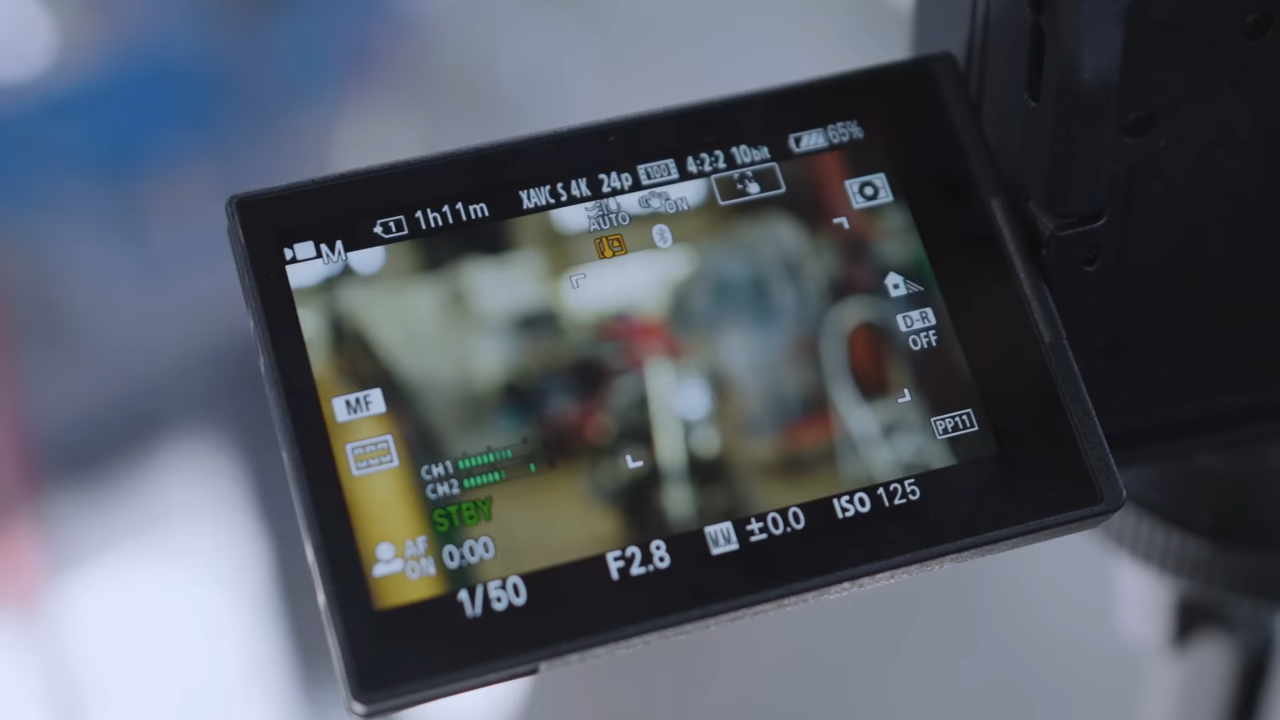 M 1 1h11m XAVC S 4K 24p 100 4:2:2 10bit 65%
AUTO ON
D-R
OFF
MF
PP11
CH1
CH2
STBY
AF
ON
0:00
1/50 F2.8 ±0.0 ISO 125